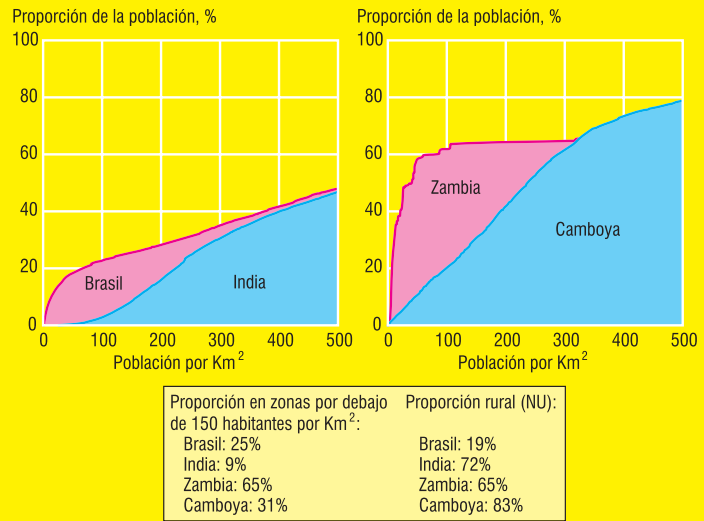 Proporción de la población, %
100
80
60
40
20
0
Brasil
India
0 100 200 300 400 500
Población por Km²
Proporción de la población, %
100
80
60
40
20
0
Zambia
Camboya
0 100 200 300 400 500
Población por Km²
Proporción en zonas por debajo
de 150 habitantes por Km²:
Brasil: 25%
India: 9%
Zambia: 65%
Camboya: 31%
Proporción rural (NU):
Brasil: 19%
India: 72%
Zambia: 65%
Camboya: 83%